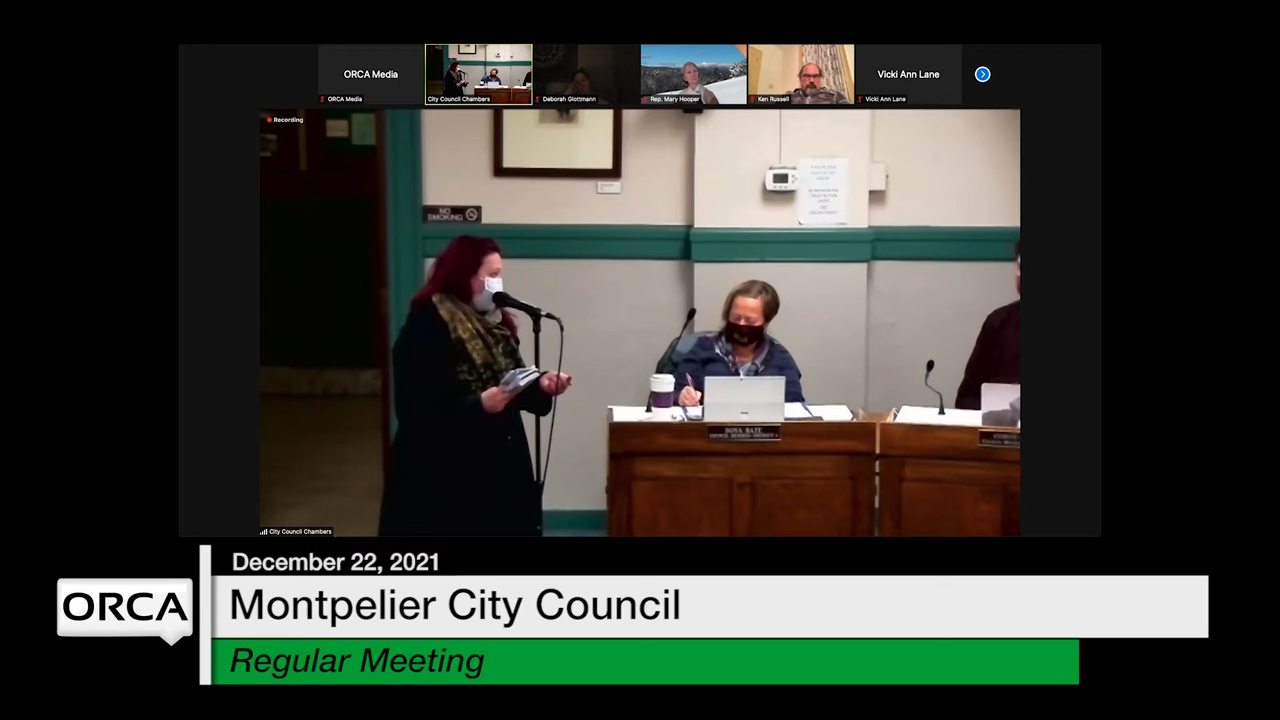 ORCA Media
Vicki Ann Lane
ORCA Media
City Council Chambers
Deborah Glottmann
Rep. Mary Hooper
Ken Russell
Vicki Ann Lane
Recording
NO
SMOKING
DONA BATE
City Council Chambers
December 22, 2021
ORCA
Montpelier City Council
Regular Meeting